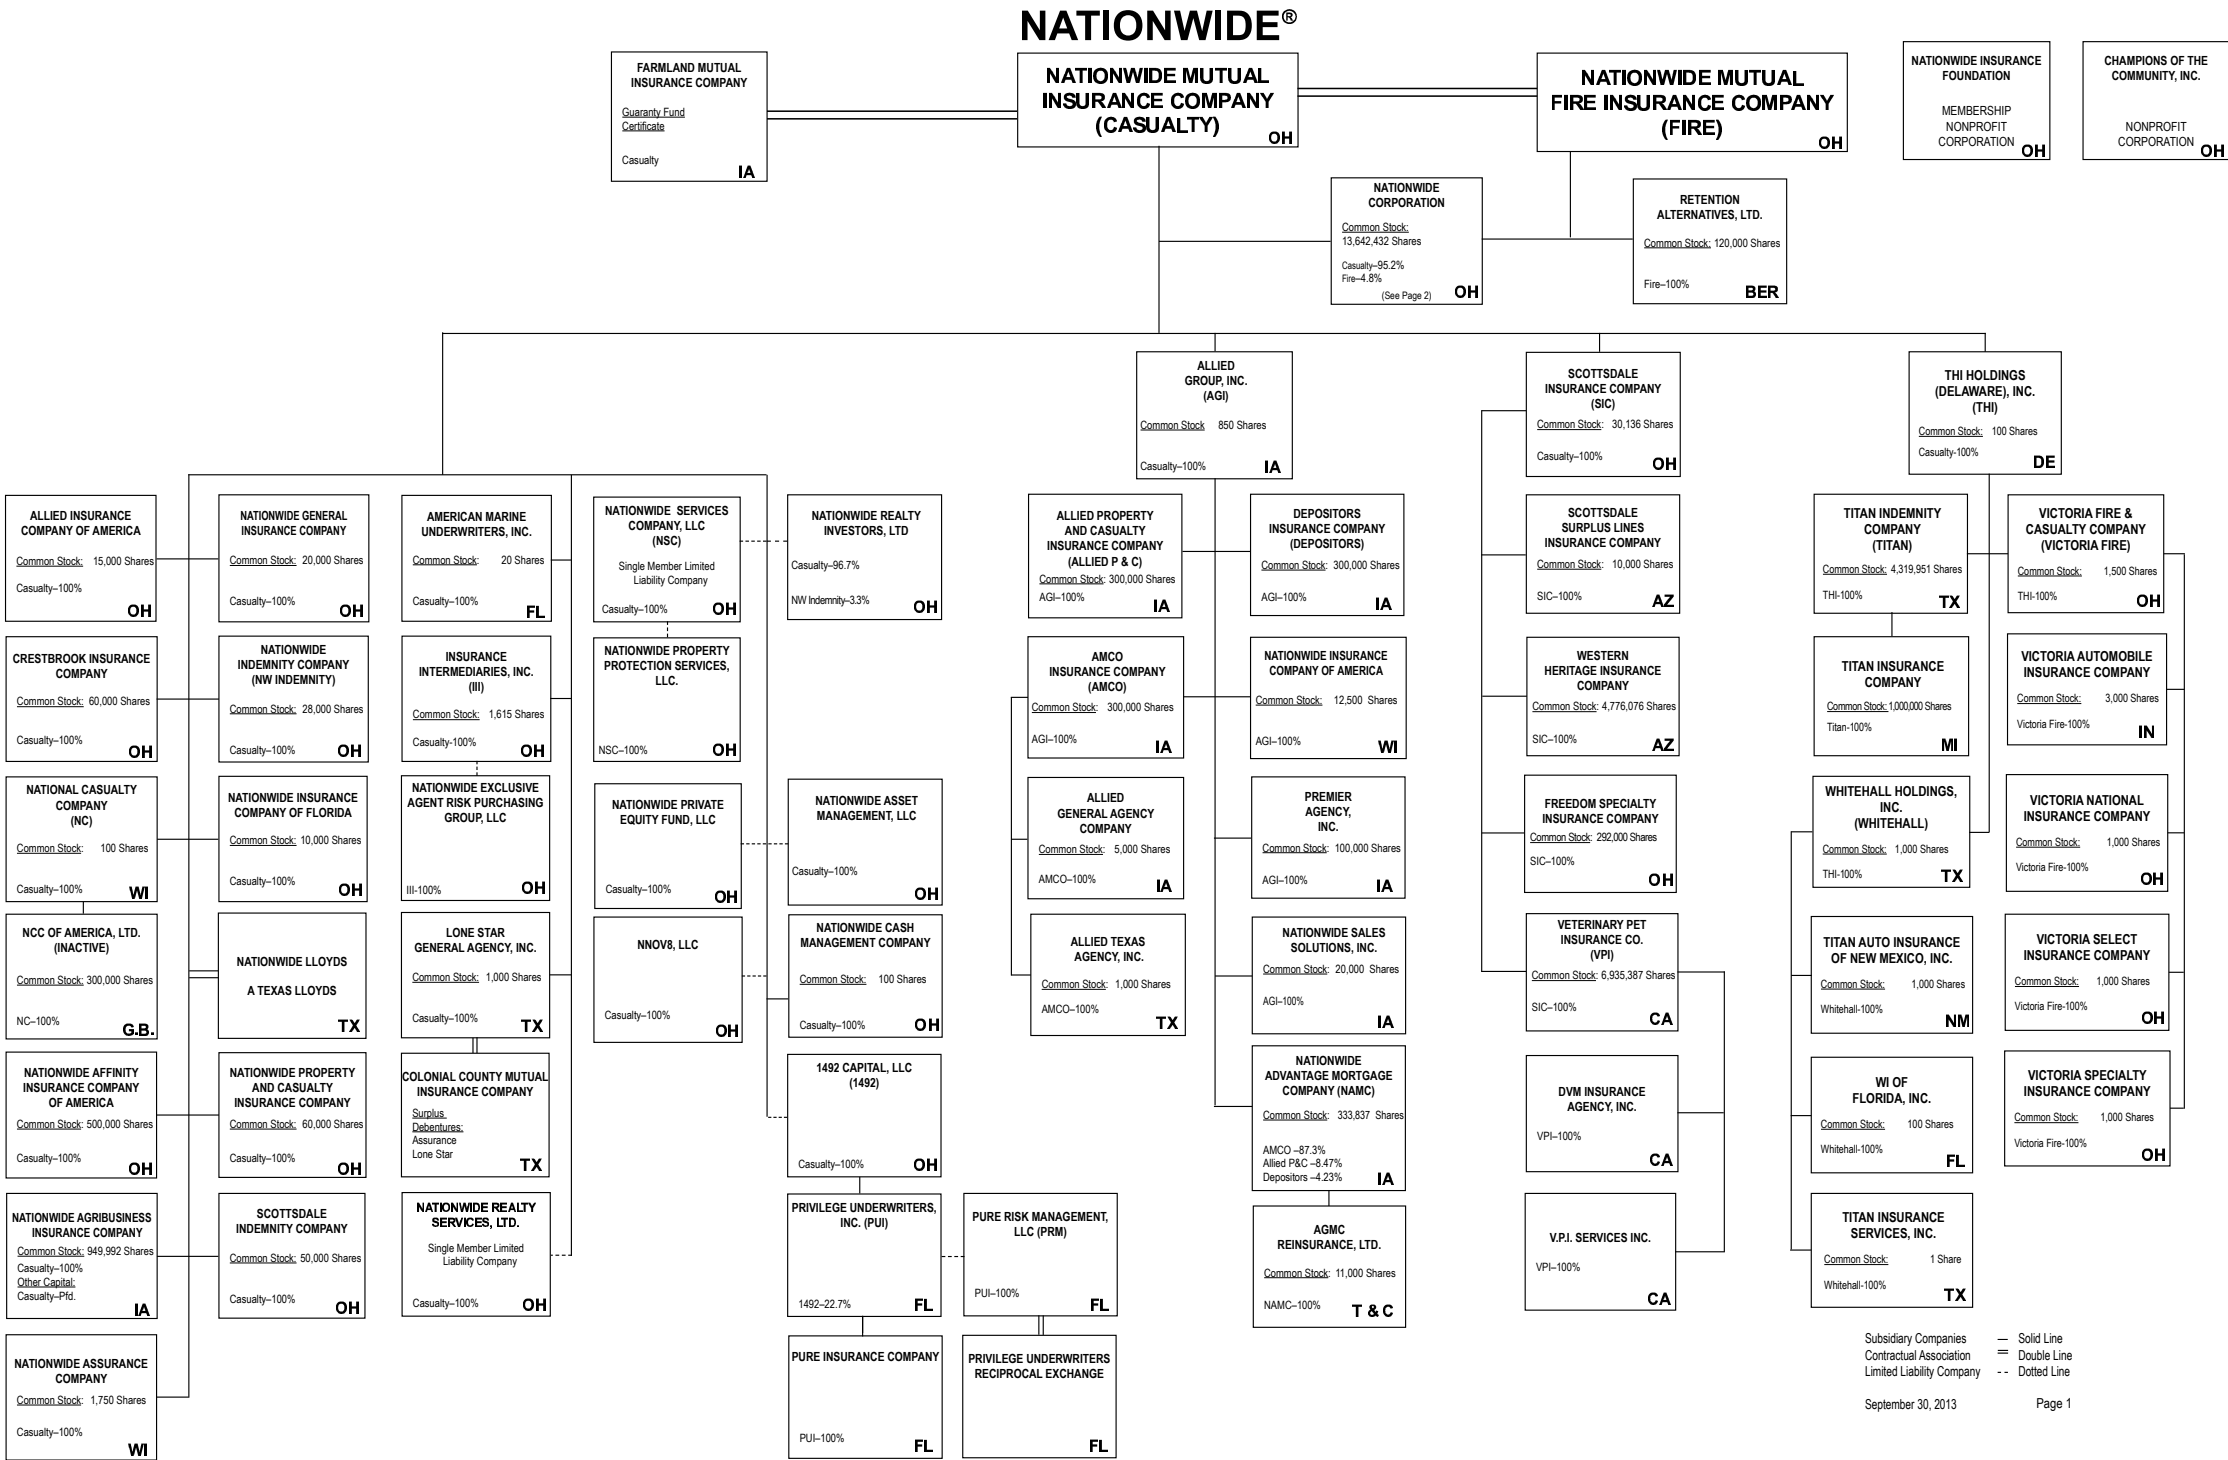 NATIONWIDE®
FARMLAND MUTUAL
INSURANCE COMPANY
Guaranty Fund
Certificate
Casualty
IA
NATIONWIDE MUTUAL
INSURANCE COMPANY
(CASUALTY)
OH
NATIONWIDE MUTUAL
FIRE INSURANCE COMPANY
(FIRE)
OH
NATIONWIDE INSURANCE
FOUNDATION
MEMBERSHIP
NONPROFIT
CORPORATION
OH
CHAMPIONS OF THE
COMMUNITY, INC.
NONPROFIT
CORPORATION
OH
NATIONWIDE
CORPORATION
Common Stock:
13,642,432 Shares
Casualty–95.2%
Fire–4.8%
(See Page 2)
OH
RETENTION
ALTERNATIVES, LTD.
Common Stock: 120,000 Shares
Fire–100%
BER
ALLIED
GROUP, INC.
(AGI)
Common Stock 850 Shares
Casualty–100%
IA
SCOTTSDALE
INSURANCE COMPANY
(SIC)
Common Stock: 30,136 Shares
Casualty–100%
OH
THI HOLDINGS
(DELAWARE), INC.
(THI)
Common Stock: 100 Shares
Casualty-100%
DE
ALLIED INSURANCE
COMPANY OF AMERICA
Common Stock: 15,000 Shares
Casualty–100%
OH
NATIONWIDE GENERAL
INSURANCE COMPANY
Common Stock: 20,000 Shares
Casualty–100%
OH
AMERICAN MARINE
UNDERWRITERS, INC.
Common Stock: 20 Shares
Casualty–100%
FL
NATIONWIDE SERVICES
COMPANY, LLC
(NSC)
Single Member Limited
Liability Company
Casualty–100%
OH
NATIONWIDE REALTY
INVESTORS, LTD
Casualty–96.7%
NW Indemnity–3.3%
OH
ALLIED PROPERTY
AND CASUALTY
INSURANCE COMPANY
(ALLIED P & C)
Common Stock: 300,000 Shares
AGI–100%
IA
DEPOSITORS
INSURANCE COMPANY
(DEPOSITORS)
Common Stock: 300,000 Shares
AGI–100%
IA
SCOTTSDALE
SURPLUS LINES
INSURANCE COMPANY
Common Stock: 10,000 Shares
SIC–100%
AZ
TITAN INDEMNITY
COMPANY
(TITAN)
Common Stock: 4,319,951 Shares
THI-100%
TX
VICTORIA FIRE &
CASUALTY COMPANY
(VICTORIA FIRE)
Common Stock: 1,500 Shares
THI-100%
OH
CRESTBROOK INSURANCE
COMPANY
Common Stock: 60,000 Shares
Casualty–100%
OH
NATIONWIDE
INDEMNITY COMPANY
(NW INDEMNITY)
Common Stock: 28,000 Shares
Casualty–100%
OH
INSURANCE
INTERMEDIARIES, INC.
(III)
Common Stock: 1,615 Shares
Casualty-100%
OH
NATIONWIDE PROPERTY
PROTECTION SERVICES,
LLC.
NSC–100%
OH
AMCO
INSURANCE COMPANY
(AMCO)
Common Stock: 300,000 Shares
AGI–100%
IA
NATIONWIDE INSURANCE
COMPANY OF AMERICA
Common Stock: 12,500 Shares
AGI–100%
WI
WESTERN
HERITAGE INSURANCE
COMPANY
Common Stock: 4,776,076 Shares
SIC–100%
AZ
TITAN INSURANCE
COMPANY
Common Stock: 1,000,000 Shares
Titan-100%
MI
VICTORIA AUTOMOBILE
INSURANCE COMPANY
Common Stock: 3,000 Shares
Victoria Fire-100%
IN
NATIONAL CASUALTY
COMPANY
(NC)
Common Stock: 100 Shares
Casualty–100%
WI
NATIONWIDE INSURANCE
COMPANY OF FLORIDA
Common Stock: 10,000 Shares
Casualty–100%
OH
NATIONWIDE EXCLUSIVE
AGENT RISK PURCHASING
GROUP, LLC
III-100%
OH
NATIONWIDE PRIVATE
EQUITY FUND, LLC
Casualty–100%
OH
NATIONWIDE ASSET
MANAGEMENT, LLC
Casualty–100%
OH
ALLIED
GENERAL AGENCY
COMPANY
Common Stock: 5,000 Shares
AMCO–100%
IA
PREMIER
AGENCY,
INC.
Common Stock: 100,000 Shares
AGI–100%
IA
FREEDOM SPECIALTY
INSURANCE COMPANY
Common Stock: 292,000 Shares
SIC–100%
OH
WHITEHALL HOLDINGS,
INC.
(WHITEHALL)
Common Stock: 1,000 Shares
THI-100%
TX
VICTORIA NATIONAL
INSURANCE COMPANY
Common Stock: 1,000 Shares
Victoria Fire-100%
OH
NCC OF AMERICA, LTD.
(INACTIVE)
Common Stock: 300,000 Shares
NC–100%
G.B.
NATIONWIDE LLOYDS
A TEXAS LLOYDS
TX
LONE STAR
GENERAL AGENCY, INC.
Common Stock: 1,000 Shares
Casualty–100%
TX
NNOV8, LLC
Casualty–100%
OH
NATIONWIDE CASH
MANAGEMENT COMPANY
Common Stock: 100 Shares
Casualty–100%
OH
ALLIED TEXAS
AGENCY, INC.
Common Stock: 1,000 Shares
AMCO–100%
TX
NATIONWIDE SALES
SOLUTIONS, INC.
Common Stock: 20,000 Shares
AGI–100%
IA
VETERINARY PET
INSURANCE CO.
(VPI)
Common Stock: 6,935,387 Shares
SIC–100%
CA
TITAN AUTO INSURANCE
OF NEW MEXICO, INC.
Common Stock: 1,000 Shares
Whitehall-100%
NM
VICTORIA SELECT
INSURANCE COMPANY
Common Stock: 1,000 Shares
Victoria Fire-100%
OH
NATIONWIDE AFFINITY
INSURANCE COMPANY
OF AMERICA
Common Stock: 500,000 Shares
Casualty–100%
OH
NATIONWIDE PROPERTY
AND CASUALTY
INSURANCE COMPANY
Common Stock: 60,000 Shares
Casualty–100%
OH
COLONIAL COUNTY MUTUAL
INSURANCE COMPANY
Surplus
Debentures:
Assurance
Lone Star
TX
1492 CAPITAL, LLC
(1492)
Casualty–100%
OH
NATIONWIDE
ADVANTAGE MORTGAGE
COMPANY (NAMC)
Common Stock: 333,837 Shares
AMCO –87.3%
Allied P&C –8.47%
Depositors –4.23%
IA
DVM INSURANCE
AGENCY, INC.
VPI–100%
CA
WI OF
FLORIDA, INC.
Common Stock: 100 Shares
Whitehall-100%
FL
VICTORIA SPECIALTY
INSURANCE COMPANY
Common Stock: 1,000 Shares
Victoria Fire-100%
OH
NATIONWIDE AGRIBUSINESS
INSURANCE COMPANY
Common Stock: 949,992 Shares
Casualty–100%
Other Capital:
Casualty–Pfd.
IA
SCOTTSDALE
INDEMNITY COMPANY
Common Stock: 50,000 Shares
Casualty–100%
OH
NATIONWIDE REALTY
SERVICES, LTD.
Single Member Limited
Liability Company
Casualty–100%
OH
PRIVILEGE UNDERWRITERS,
INC. (PUI)
1492–22.7%
FL
PURE RISK MANAGEMENT,
LLC (PRM)
PUI–100%
FL
AGMC
REINSURANCE, LTD.
Common Stock: 11,000 Shares
NAMC–100%
T & C
V.P.I. SERVICES INC.
VPI–100%
CA
TITAN INSURANCE
SERVICES, INC.
Common Stock: 1 Share
Whitehall-100%
TX
NATIONWIDE ASSURANCE
COMPANY
Common Stock: 1,750 Shares
Casualty–100%
WI
PURE INSURANCE COMPANY
PUI–100%
FL
PRIVILEGE UNDERWRITERS
RECIPROCAL EXCHANGE
FL
Subsidiary Companies — Solid Line
Contractual Association = Double Line
Limited Liability Company -- Dotted Line
September 30, 2013 Page 1